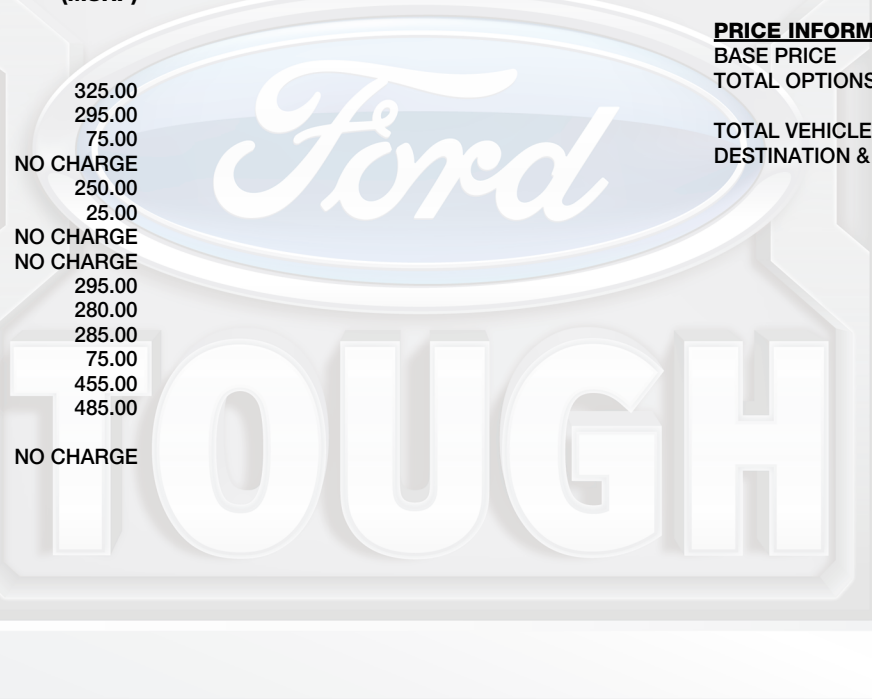 325.00
295.00
75.00
NO CHARGE
250.00
25.00
NO CHARGE
NO CHARGE
295.00
280.00
285.00
75.00
455.00
485.00
NO CHARGE
PRICE INFORM
BASE PRICE
TOTAL OPTIONS
TOTAL VEHICLE
DESTINATION &
Ford
TOUGH